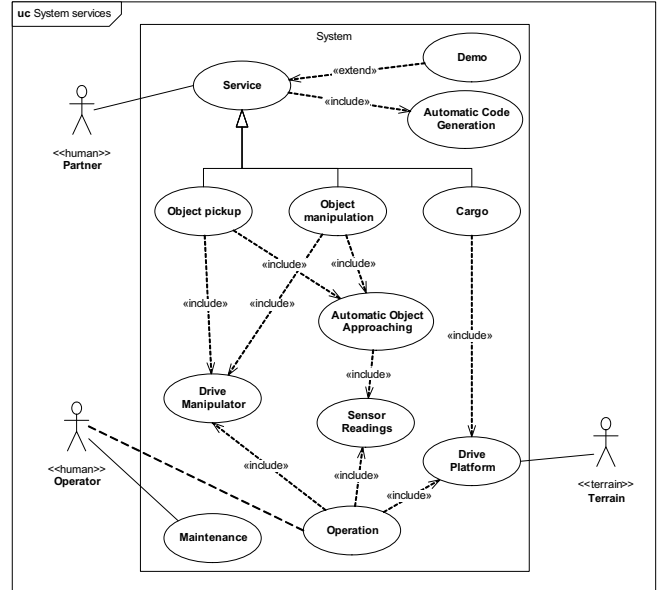 uc System services
System
Demo
«extend»
Service
«include»
Automatic Code
Generation
<<human>>
Partner
Object pickup
Object
manipulation
Cargo
«include»
«include»
«include»
«include»
«include»
Automatic Object
Approaching
«include»
Drive
Manipulator
Sensor
Readings
<<human>>
Operator
«include»
Drive
Platform
<<terrain>>
Terrain
«include»
«include»
Operation
Maintenance